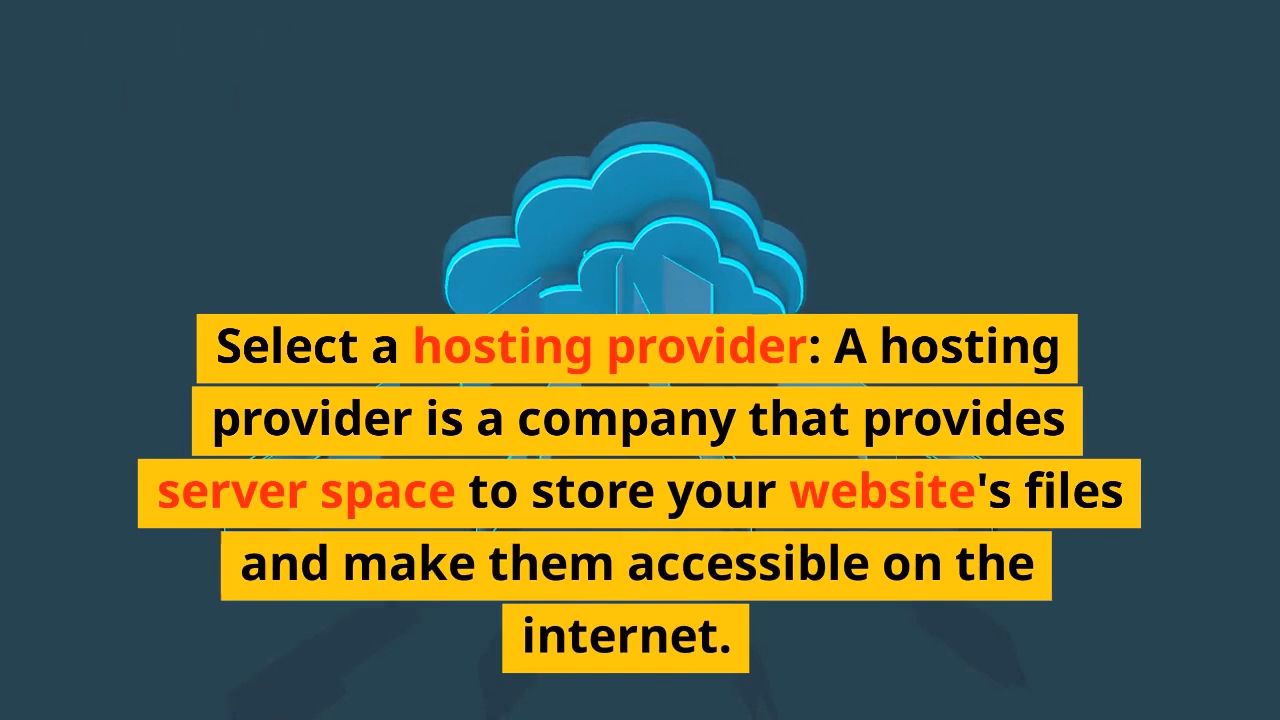 Select a hosting provider: A hosting
provider is a company that provides
server space to store your website's files
and make them accessible on the
internet.